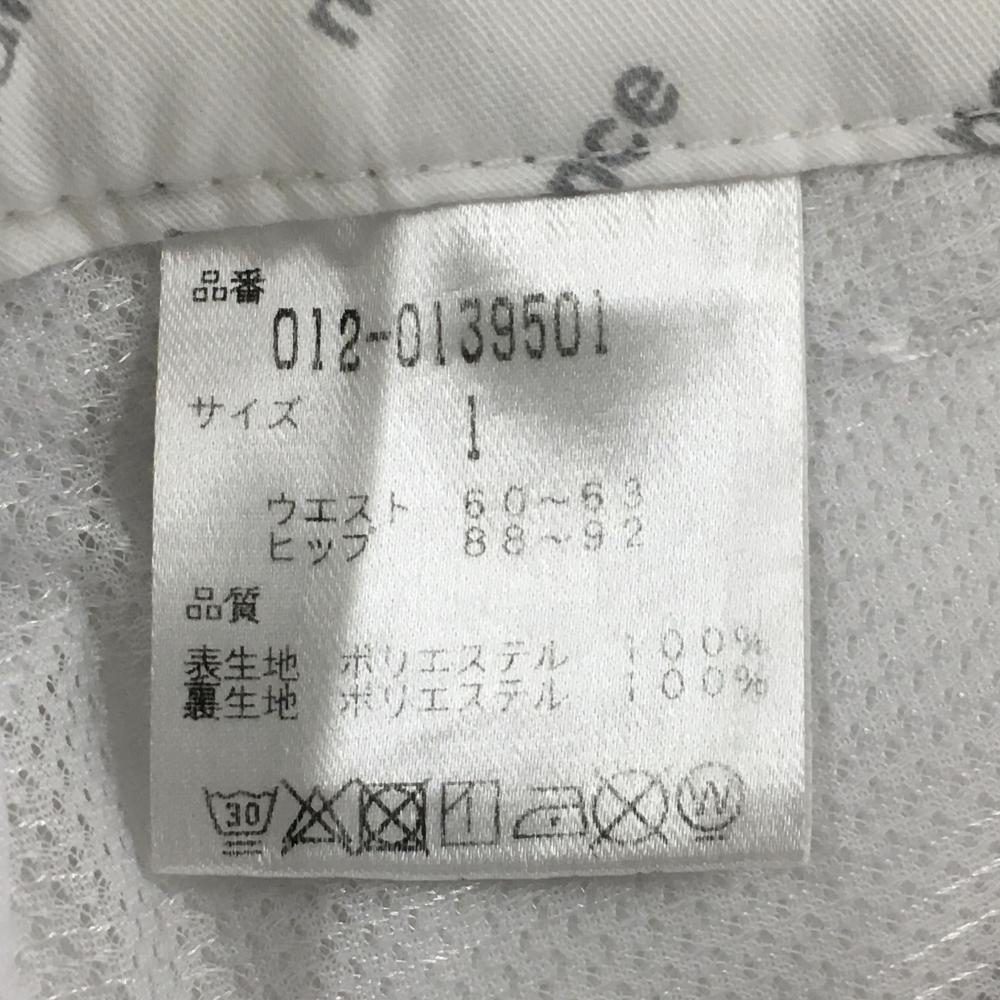 nce
品番
012-0139501
サイズ 1
ウエスト 60~63
ヒップ 88~92
品質
表生地 ポリエステル 100%
裏生地 ポリエステル 100%
30 W